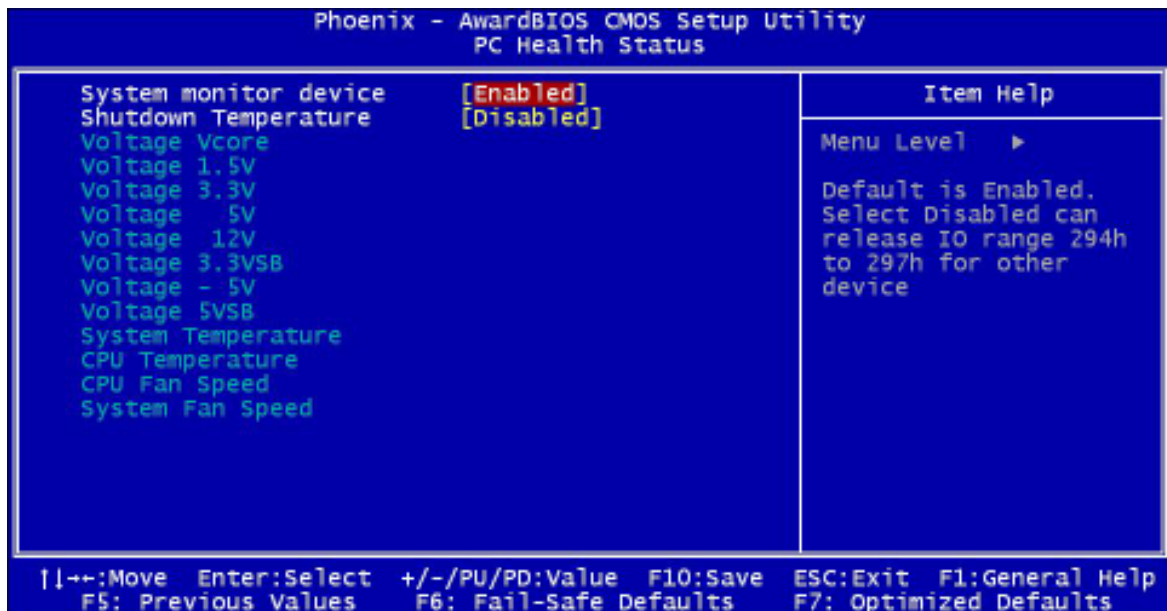 Phoenix - AwardBIOS CMOS Setup Utility
PC Health Status
System monitor device [Enabled]
Shutdown Temperature [Disabled]
Voltage Vcore
Voltage 1.5V
Voltage 3.3V
Voltage 5V
Voltage 12V
Voltage 3.3VSB
Voltage - 5V
Voltage 5VSB
System Temperature
CPU Temperature
CPU Fan Speed
System Fan Speed
Item Help
Menu Level ►
Default is Enabled.
Select Disabled can
release IO range 294h
to 297h for other
device
↑↓→←:Move Enter:Select +/-/PU/PD:Value F10:Save ESC:Exit F1:General Help
F5: Previous Values F6: Fail-Safe Defaults F7: Optimized Defaults